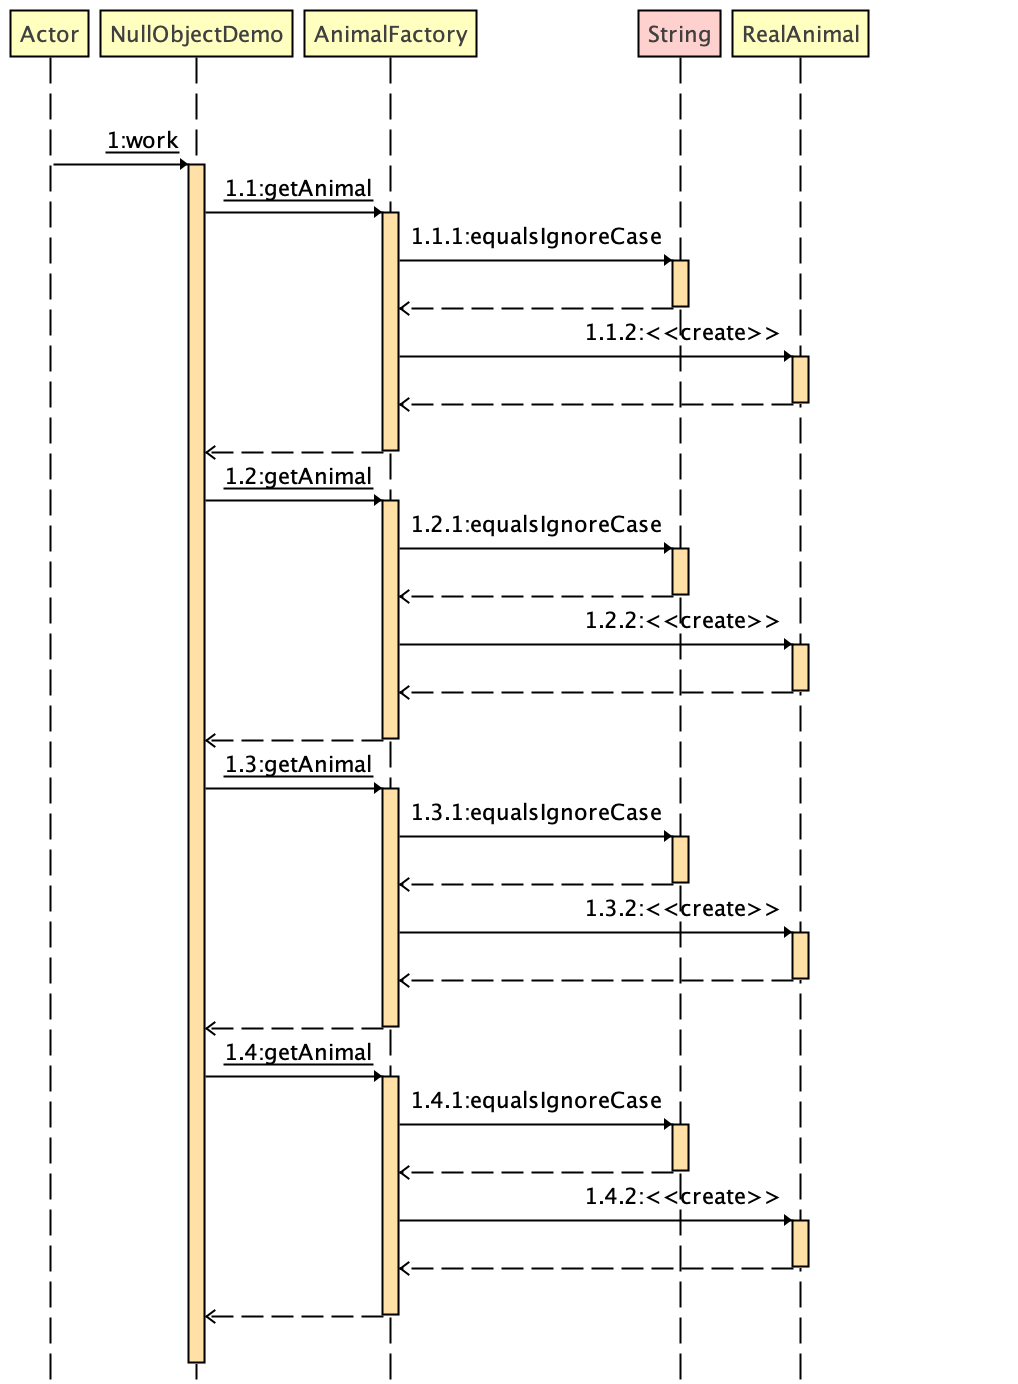 Actor
NullObjectDemo
AnimalFactory
String
RealAnimal
1:work
1.1:getAnimal
1.1.1:equalsIgnoreCase
1.1.2:<<create>>
1.2:getAnimal
1.2.1:equalsIgnoreCase
1.2.2:<<create>>
1.3:getAnimal
1.3.1:equalsIgnoreCase
1.3.2:<<create>>
1.4:getAnimal
1.4.1:equalsIgnoreCase
1.4.2:<<create>>